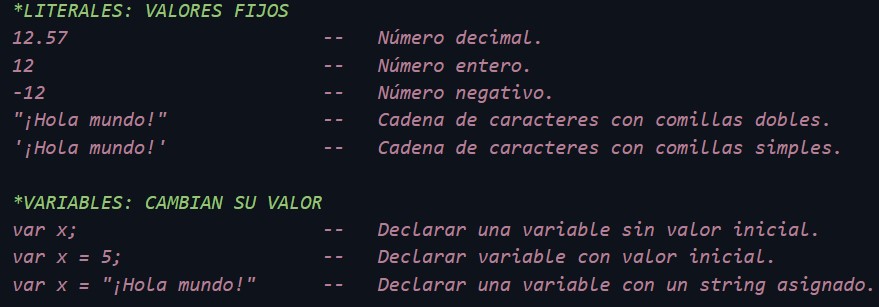 *LITERALES: VALORES FIJOS
12.57 -- Número decimal.
12 -- Número entero.
-12 -- Número negativo.
"¡Hola mundo!" -- Cadena de caracteres con comillas dobles.
'¡Hola mundo!' -- Cadena de caracteres con comillas simples.
*VARIABLES: CAMBIAN SU VALOR
var x; -- Declarar una variable sin valor inicial.
var x = 5; -- Declarar variable con valor inicial.
var x = "¡Hola mundo!" -- Declarar una variable con un string asignado.